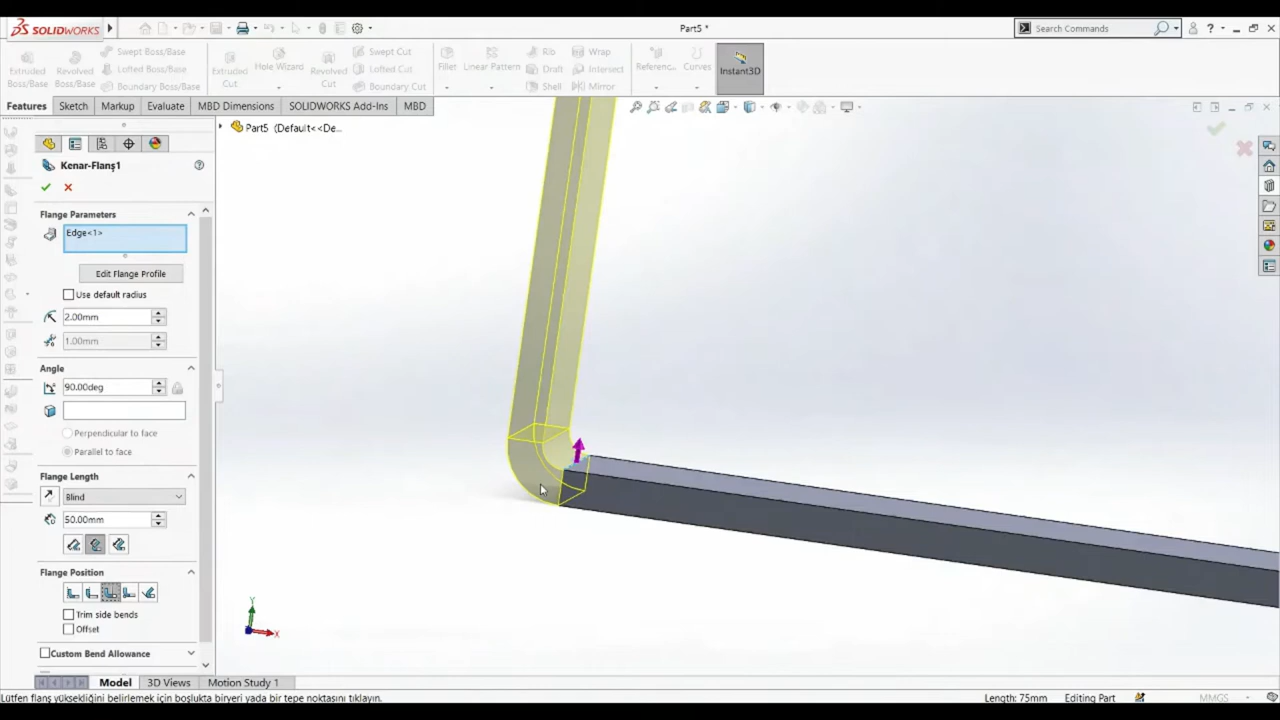 SOLIDWORKS
Part5 *
Search Commands
?
Extruded Boss/Base
Revolved Boss/Base
Swept Boss/Base
Lofted Boss/Base
Boundary Boss/Base
Extruded Cut
Hole Wizard
Revolved Cut
Swept Cut
Lofted Cut
Boundary Cut
Fillet
Linear Pattern
Rib
Draft
Shell
Wrap
Intersect
Mirror
Referenc...
Curves
Instant3D
Features
Sketch
Markup
Evaluate
MBD Dimensions
SOLIDWORKS Add-Ins
MBD
Part5 (Default<<De...
Kenar-Flanş1
Flange Parameters
Edge<1>
Edit Flange Profile
Use default radius
2.00mm
1.00mm
Angle
90.00deg
Perpendicular to face
Parallel to face
Flange Length
Blind
50.00mm
Flange Position
Trim side bends
Offset
Custom Bend Allowance
Y
X
Model
3D Views
Motion Study 1
Lütfen flanş yüksekliğini belirlemek için boşlukta biryeri yada bir tepe noktasını tıklayın.
Length: 75mm
Editing Part
MMGS